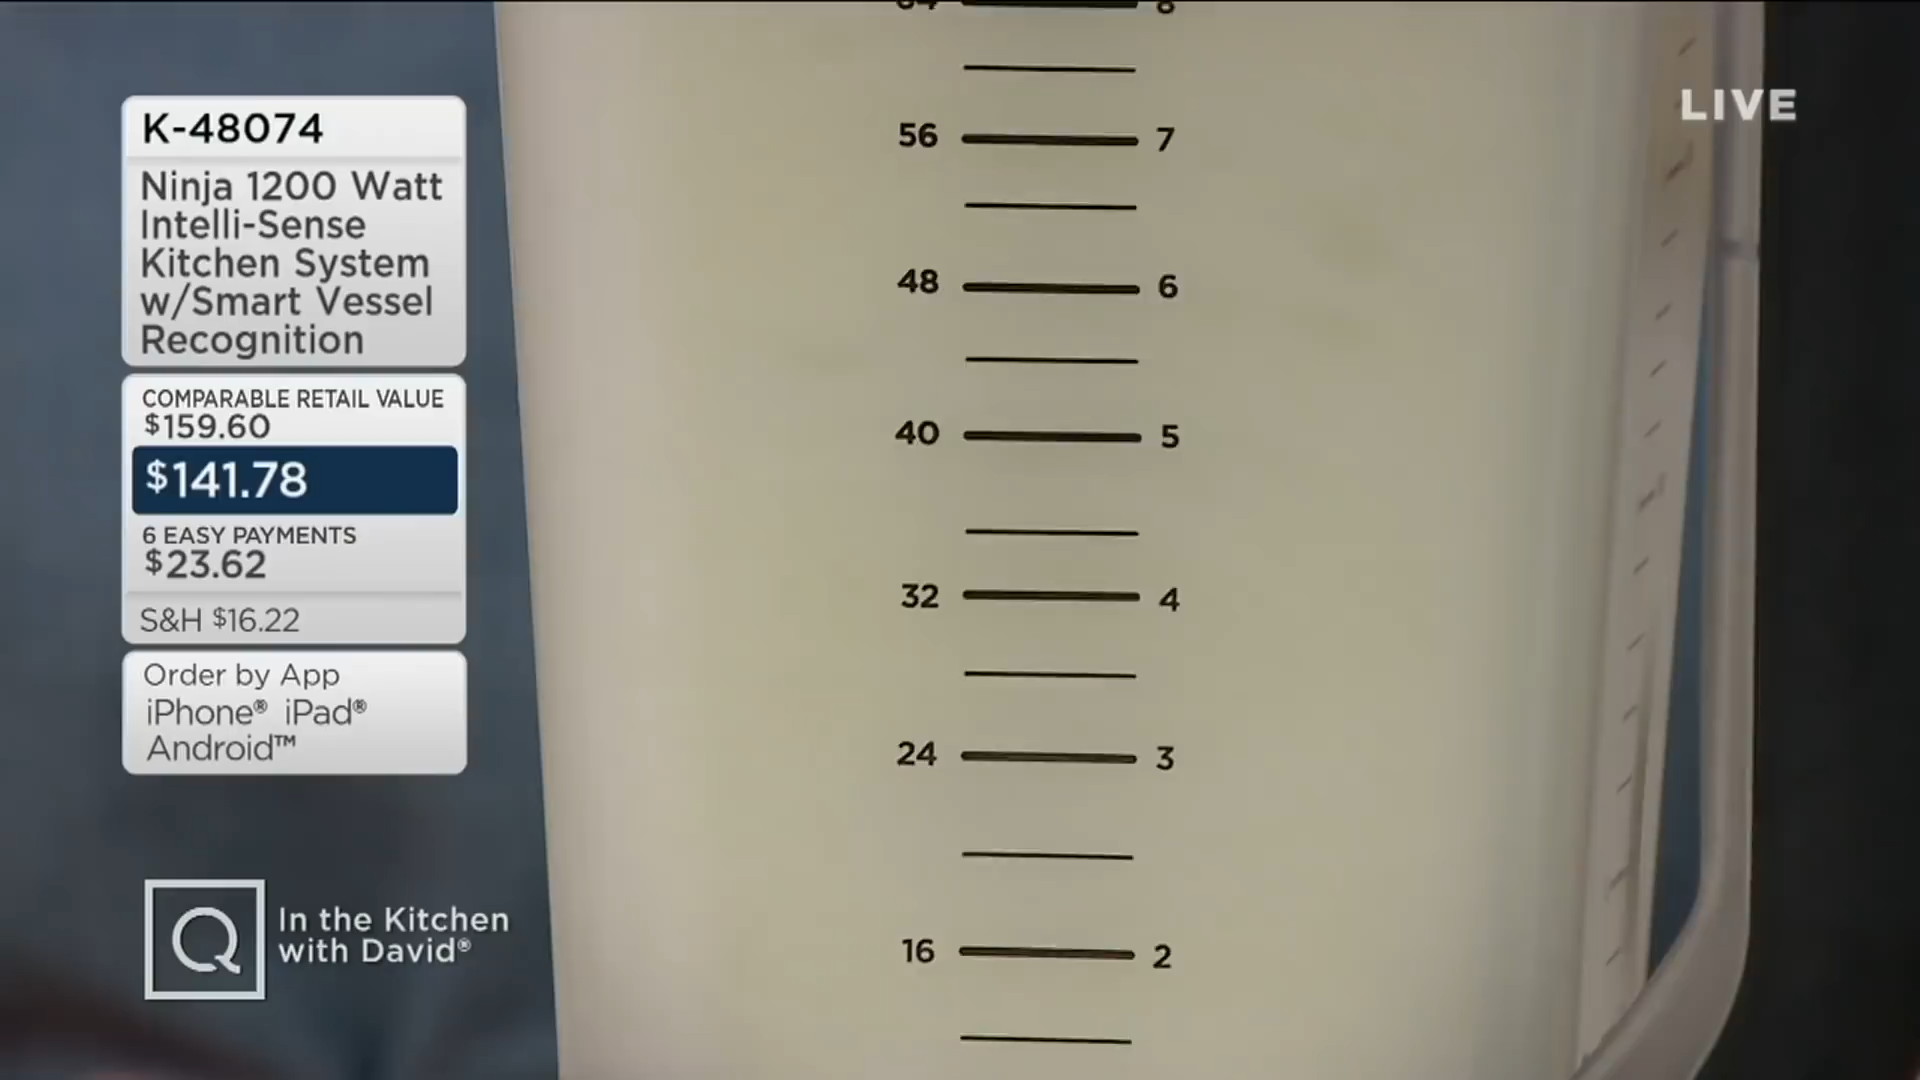 K-48074
Ninja 1200 Watt
Intelli-Sense
Kitchen System
w/Smart Vessel
Recognition
COMPARABLE RETAIL VALUE
$159.60
$141.78
6 EASY PAYMENTS
$23.62
S&H $16.22
Order by App
iPhone® iPad®
Android™
Q
In the Kitchen
with David®
64 8
56 7
48 6
40 5
32 4
24 3
16 2
LIVE